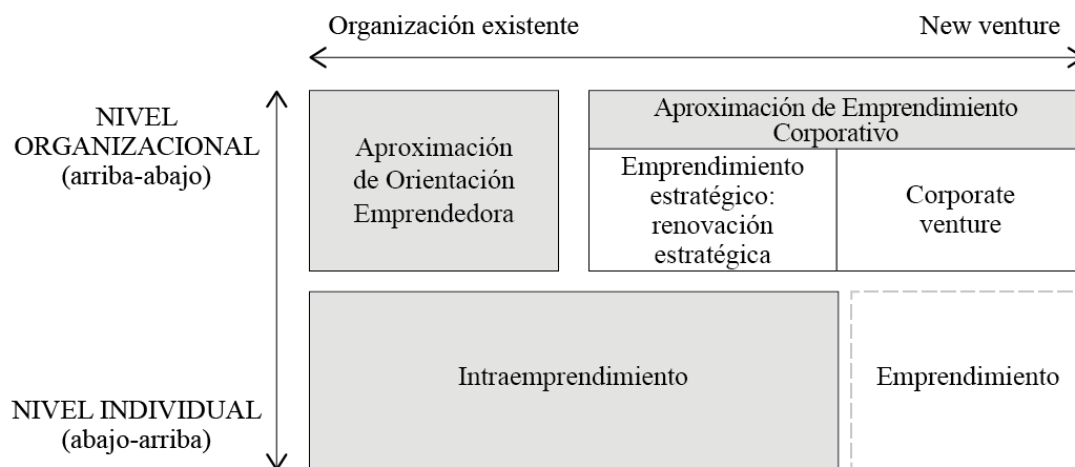 Organización existente
New venture
NIVEL
ORGANIZACIONAL
(arriba-abajo)
Aproximación
de Orientación
Emprendedora
Aproximación de Emprendimiento
Corporativo
Emprendimiento
estratégico:
renovación
estratégica
Corporate
venture
NIVEL INDIVIDUAL
(abajo-arriba)
Intraemprendimiento
Emprendimiento